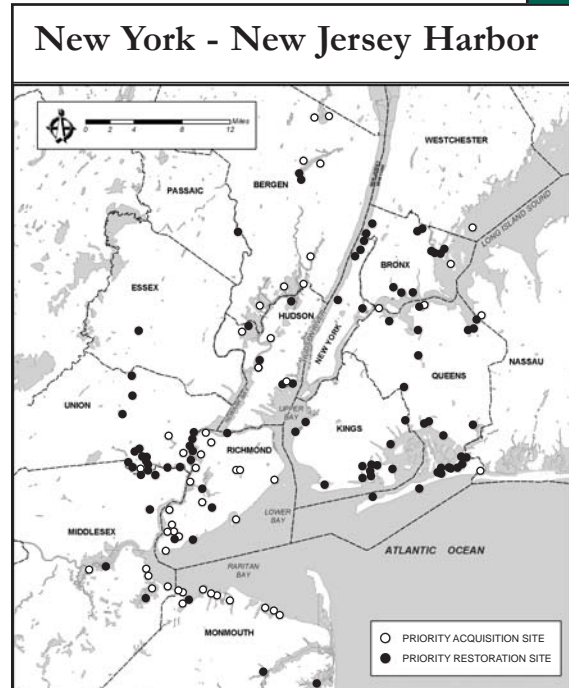 New York - New Jersey Harbor
Miles
0 2 4 8 12
WESTCHESTER
BERGEN
PASSAIC
LONG ISLAND SOUND
BRONX
ESSEX
HUDSON
NEW YORK
NASSAU
QUEENS
UNION
UPPER
BAY
KINGS
RICHMOND
LOWER
BAY
MIDDLESEX
ATLANTIC OCEAN
RARITAN
BAY
MONMOUTH
PRIORITY ACQUISITION SITE
PRIORITY RESTORATION SITE